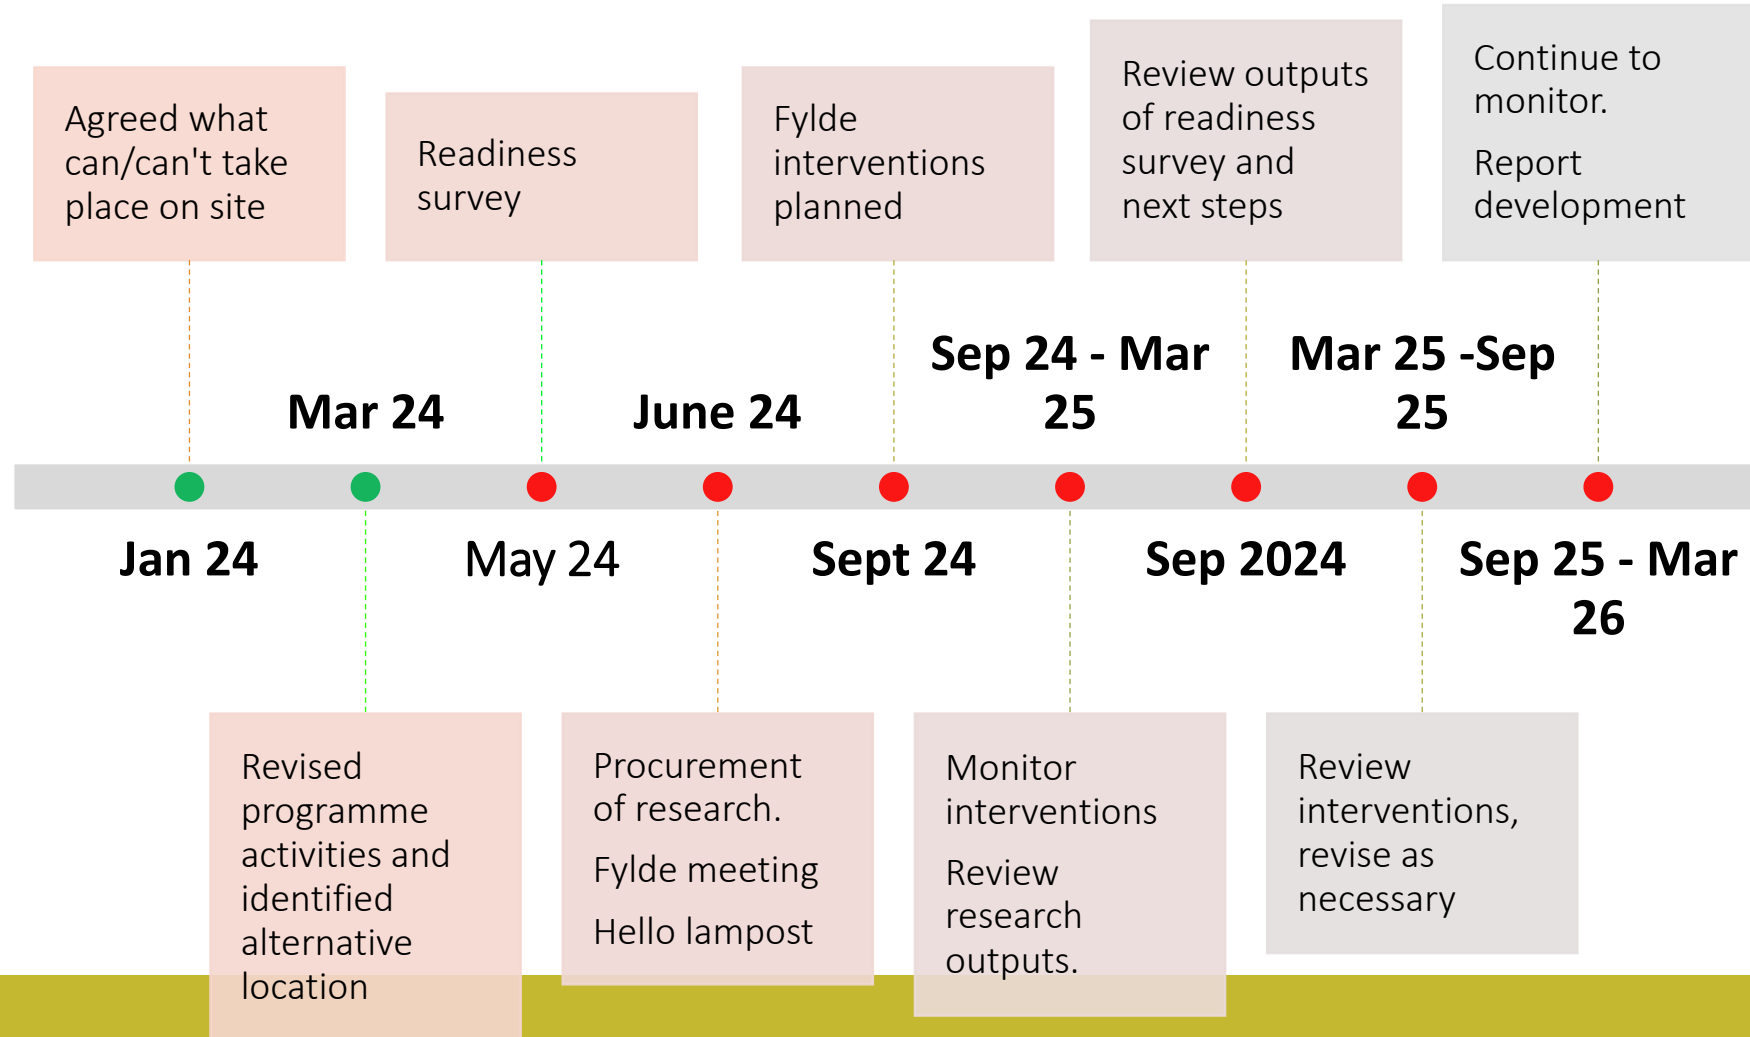 Agreed what
can/can't take
place on site
Readiness
survey
Fylde
interventions
planned
Review outputs
of readiness
survey and
next steps
Continue to
monitor.
Report
development
Sep 24 - Mar
25
Mar 25 -Sep
25
Mar 24
June 24
Jan 24
May 24
Sept 24
Sep 2024
Sep 25 - Mar
26
Revised
programme
activities and
identified
alternative
location
Procurement
of research.
Fylde meeting
Hello lampost
Monitor
interventions
Review
research
outputs.
Review
interventions,
revise as
necessary